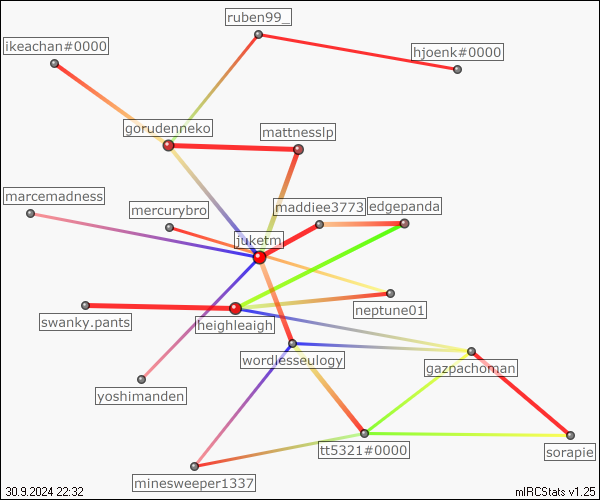 ruben99_
ikeachan#0000
hjoenk#0000
gorudenneko
mattnesslp
marcemadness
mercurybro
maddiee3773
edgepanda
juketm
swanky.pants
heighleaigh
neptune01
wordlesseulogy
gazpachoman
yoshimanden
tt5321#0000
sorapie
minesweeper1337
30.9.2024 22:32
mIRCStats v1.25